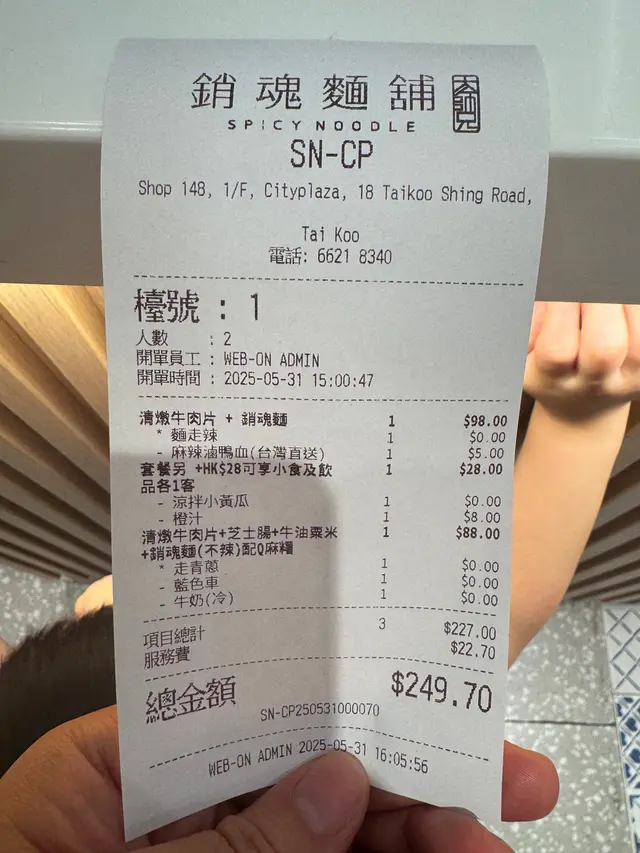 銷魂麵舖
SPICY NOODLE
SN-CP
Shop 148, 1/F, Cityplaza, 18 Taikoo Shing Road,
Tai Koo
電話: 6621 8340
檯號 : 1
人數 : 2
開單員工 : WEB-ON ADMIN
開單時間 : 2025-05-31 15:00:47
清燉牛肉片 + 銷魂麵 1 $98.00
* 麵走辣 1 $0.00
- 麻辣滷鴨血(台灣直送) 1 $5.00
套餐另 +HK$28可享小食及飲 1 $28.00
品各1客
- 涼拌小黃瓜 1 $0.00
- 橙汁 1 $8.00
清燉牛肉片+芝士腸+牛油粟米 1 $88.00
+銷魂麵(不辣)配Q麻糬
* 走青蔥 1 $0.00
- 藍色車 1 $0.00
- 牛奶(冷) 1 $0.00
項目總計 3 $227.00
服務費 $22.70
總金額 $249.70
SN-CP250531000070
WEB-ON ADMIN 2025-05-31 16:05:56